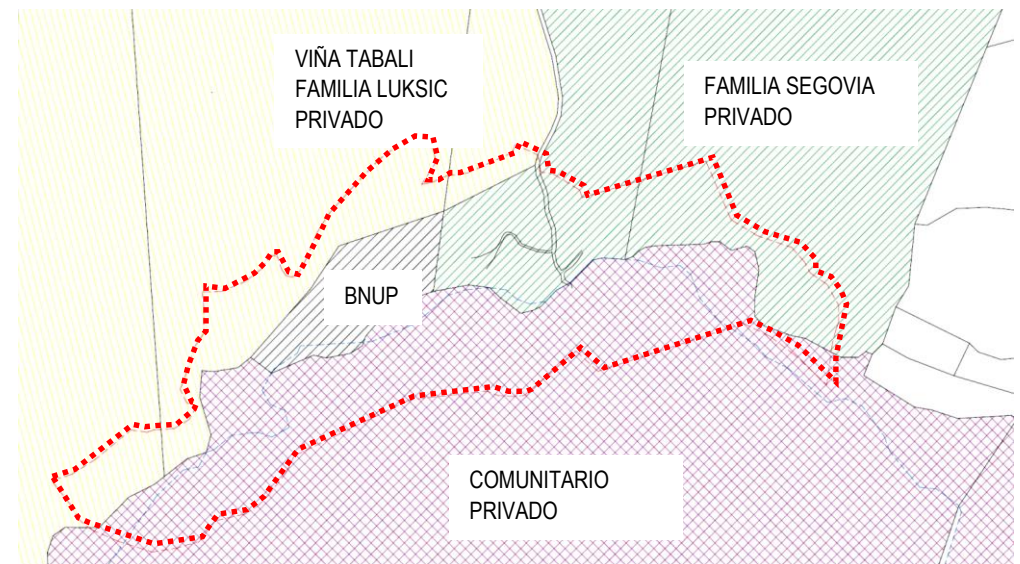 VIÑA TABALI
FAMILIA LUKSIC
PRIVADO
FAMILIA SEGOVIA
PRIVADO
BNUP
COMUNITARIO
PRIVADO